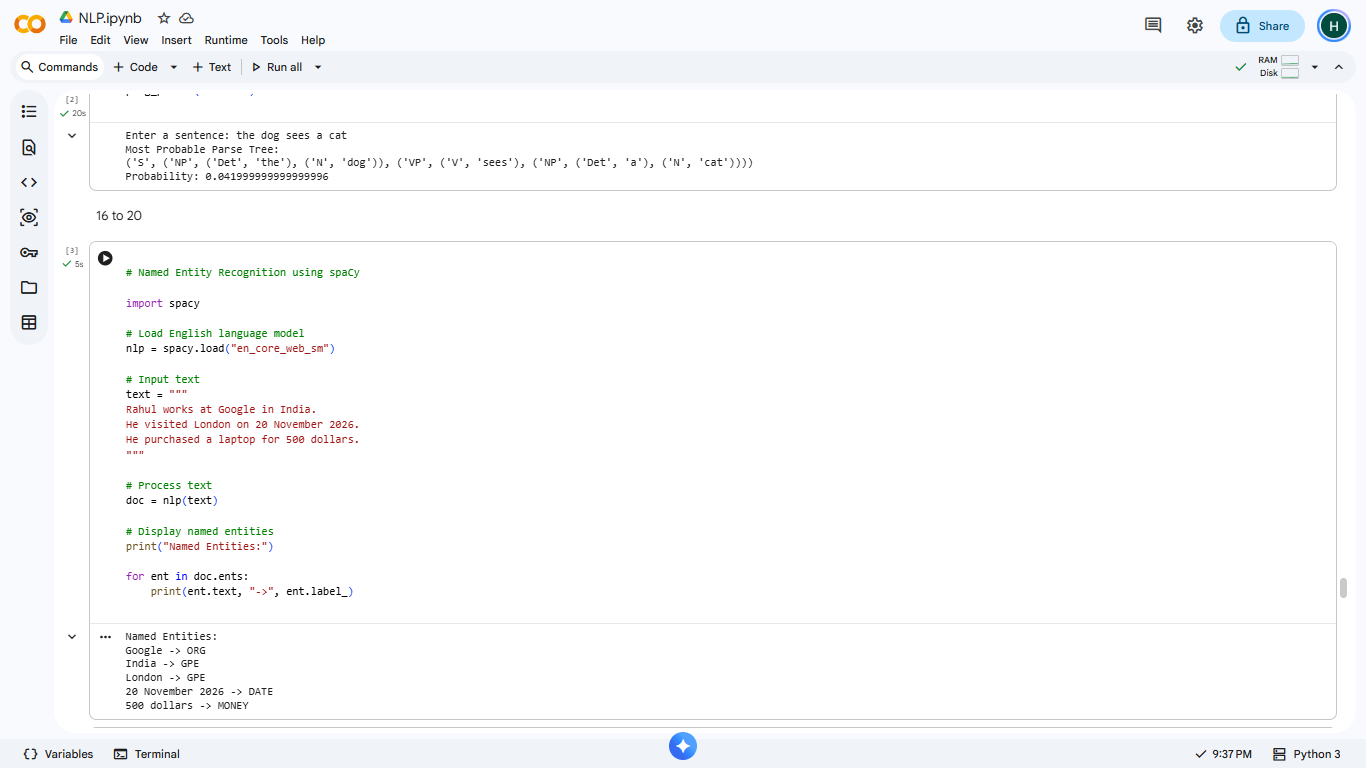 NLP.ipynb
File Edit View Insert Runtime Tools Help
Share
H
Commands + Code + Text Run all
RAM
Disk
[2]
20s
Enter a sentence: the dog sees a cat
Most Probable Parse Tree:
('S', ('NP', ('Det', 'the'), ('N', 'dog')), ('VP', ('V', 'sees'), ('NP', ('Det', 'a'), ('N', 'cat'))))
Probability: 0.041999999999999996
16 to 20
[3]
5s
# Named Entity Recognition using spaCy
import spacy
# Load English language model
nlp = spacy.load("en_core_web_sm")
# Input text
text = """
Rahul works at Google in India.
He visited London on 20 November 2026.
He purchased a laptop for 500 dollars.
"""
# Process text
doc = nlp(text)
# Display named entities
print("Named Entities:")
for ent in doc.ents:
    print(ent.text, "->", ent.label_)
Named Entities:
Google -> ORG
India -> GPE
London -> GPE
20 November 2026 -> DATE
500 dollars -> MONEY
Variables Terminal
9:37 PM Python 3